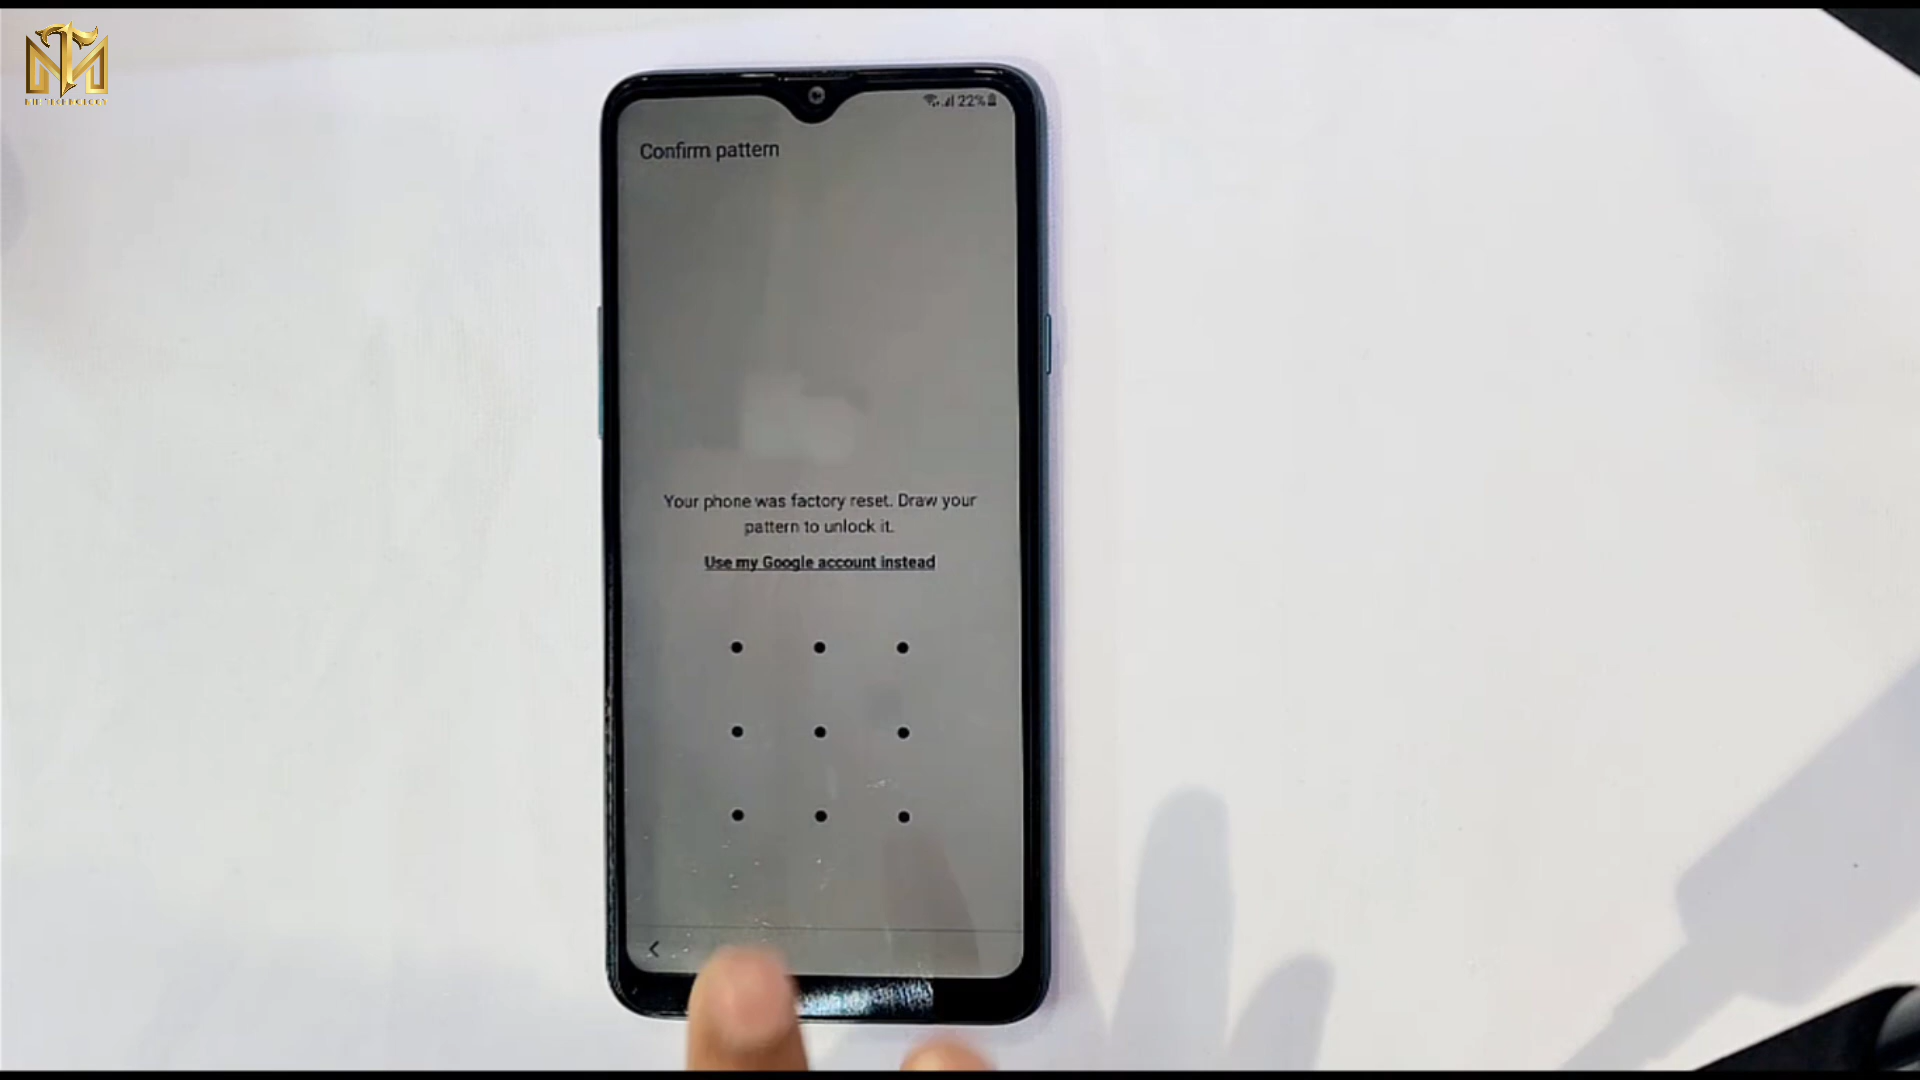 22%
Confirm pattern
Your phone was factory reset. Draw your
pattern to unlock it.
Use my Google account instead